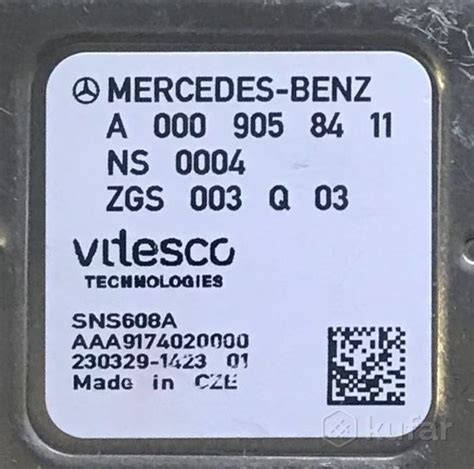 MERCEDES-BENZ
A 000 905 84 11
NS 0004
ZGS 003 Q 03
vitesco
TECHNOLOGIES
SNS608A
AAA9174020000
230329-1423 01
Made in CZE
kufar